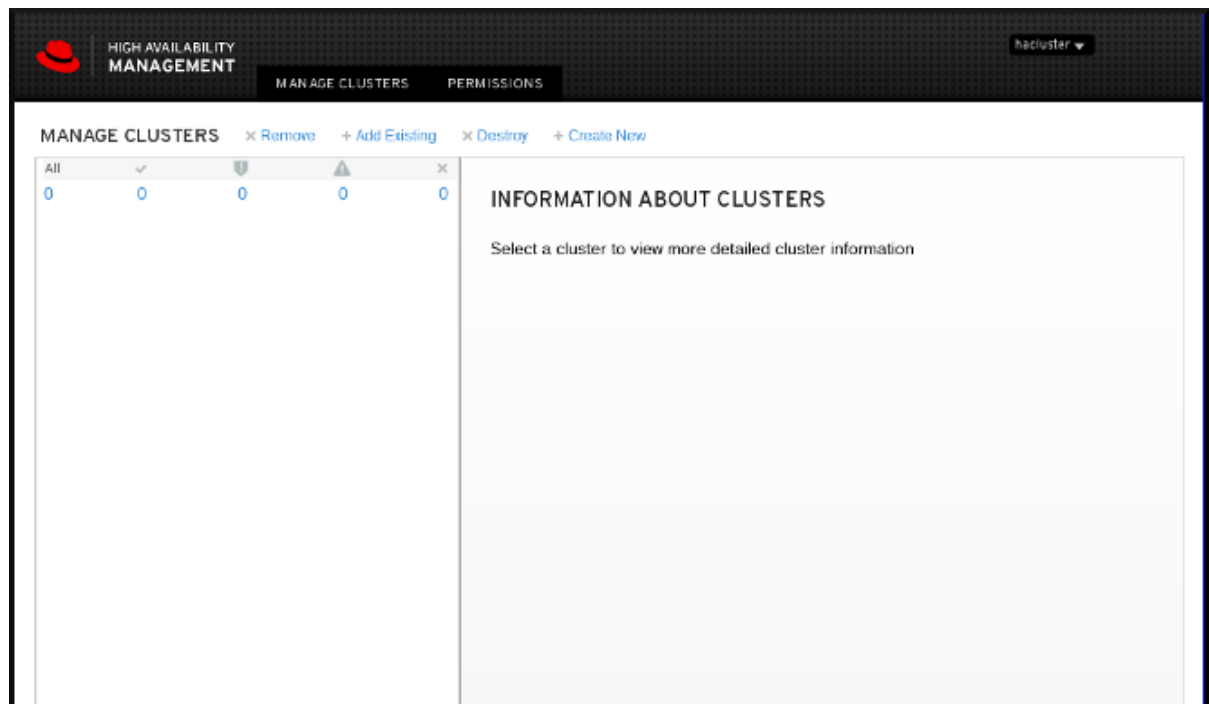 HIGH AVAILABILITY
MANAGEMENT
hacluster
MANAGE CLUSTERS PERMISSIONS
MANAGE CLUSTERS Remove + Add Existing Destroy + Create New
All
0 0 0 0 0
INFORMATION ABOUT CLUSTERS
Select a cluster to view more detailed cluster information